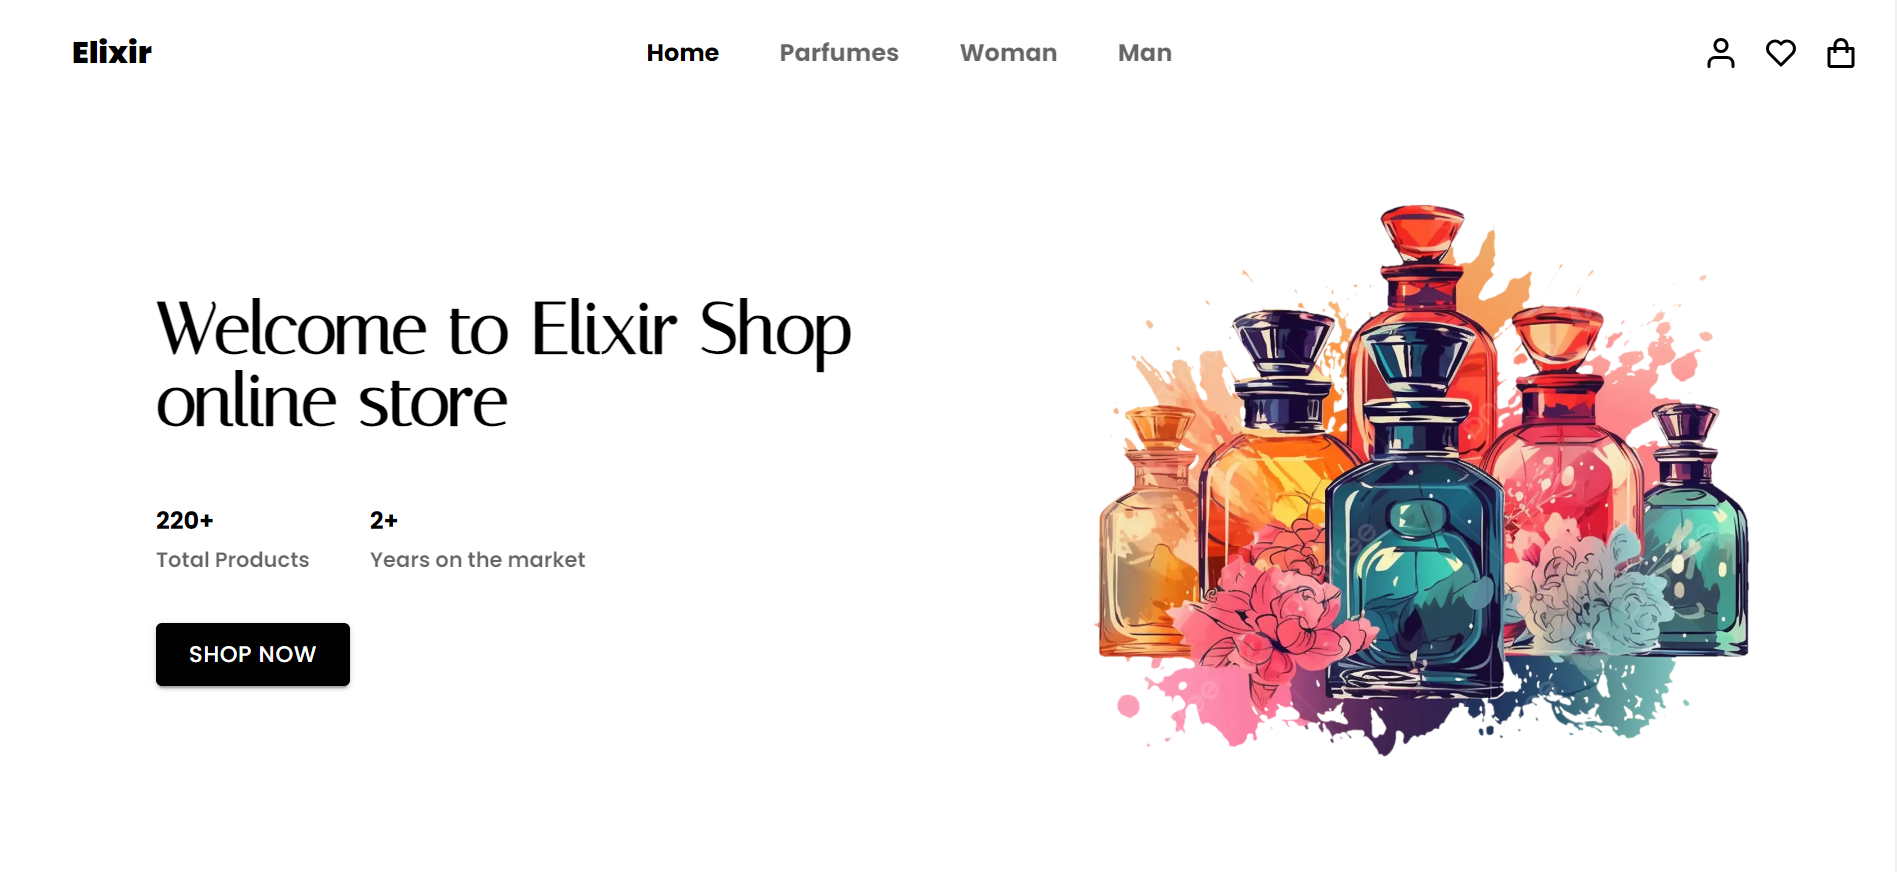 Elixir
Home Parfumes Woman Man
Welcome to Elixir Shop
online store
220+ 2+
Total Products Years on the market
SHOP NOW